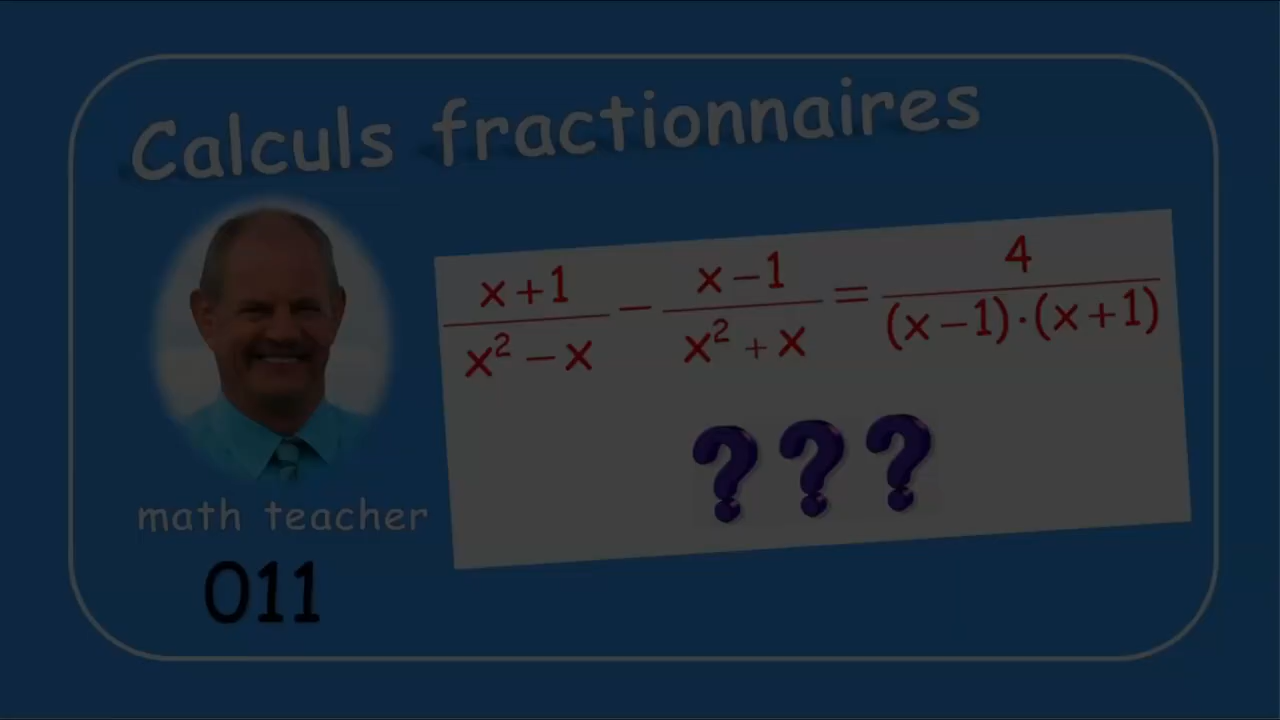 Calculs fractionnaires
x+1 / x² − x − x−1 / x² + x = 4 / (x−1)·(x+1)
???
math teacher
011